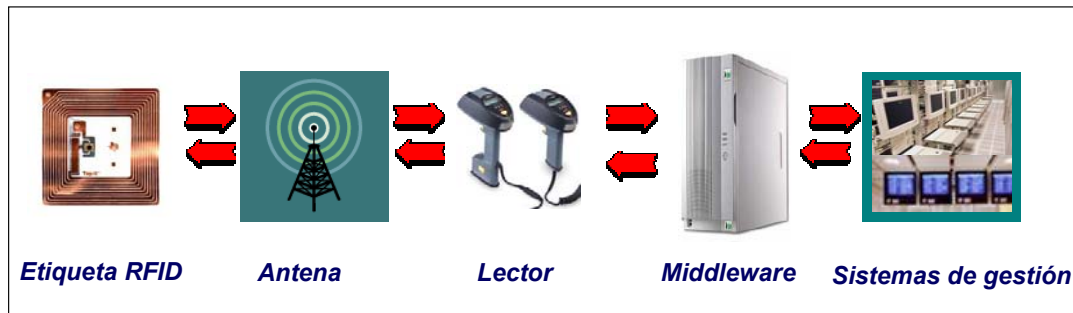 Etiqueta RFID
Antena
Lector
Middleware
Sistemas de gestión